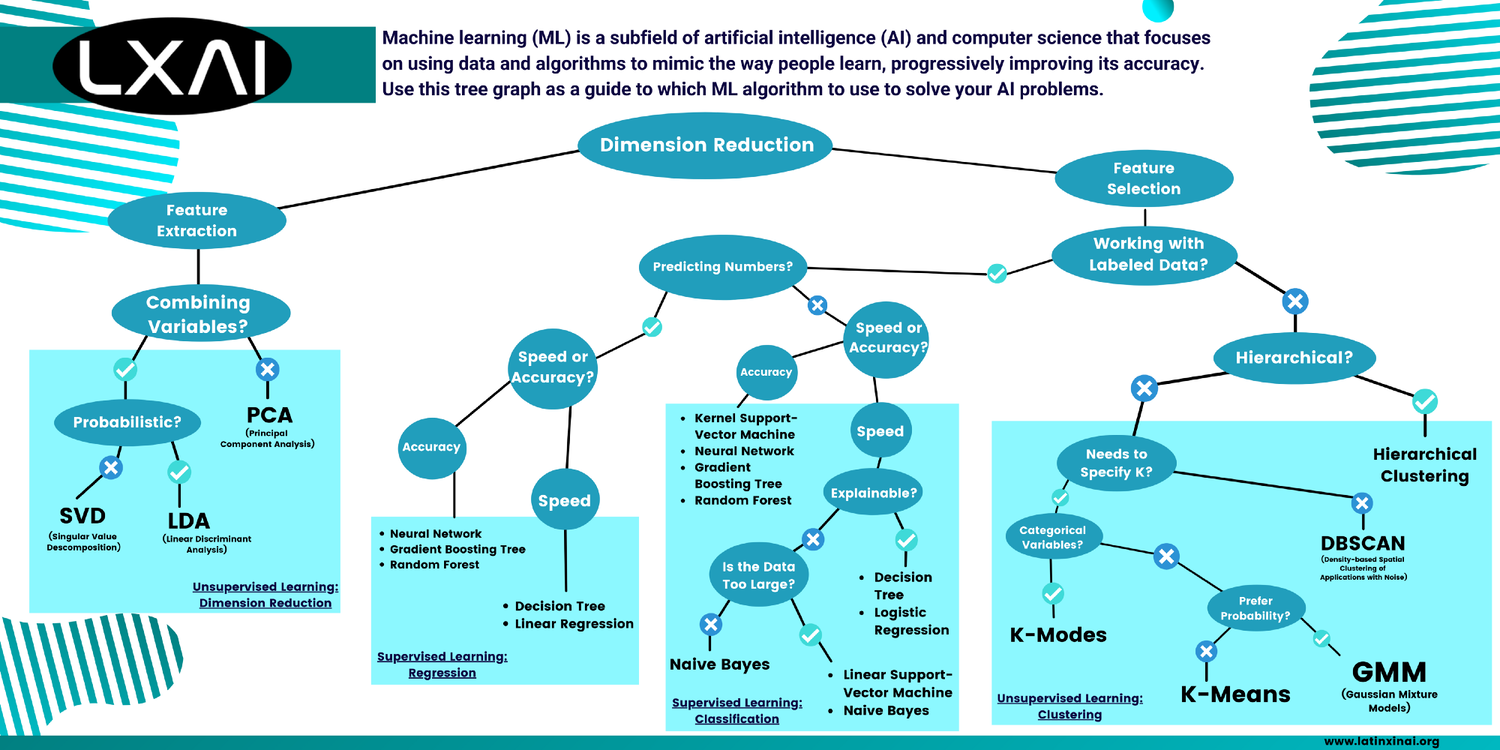 LXAI
Machine learning (ML) is a subfield of artificial intelligence (AI) and computer science that focuses
on using data and algorithms to mimic the way people learn, progressively improving its accuracy.
Use this tree graph as a guide to which ML algorithm to use to solve your AI problems.
Dimension Reduction
Feature
Extraction
Combining
Variables?
Probabilistic?
PCA
(Principal
Component Analysis)
SVD
(Singular Value
Descomposition)
LDA
(Linear Discriminant
Analysis)
Unsupervised Learning:
Dimension Reduction
Feature
Selection
Working with
Labeled Data?
Predicting Numbers?
Speed or
Accuracy?
Accuracy
Speed
• Neural Network
• Gradient Boosting Tree
• Random Forest
• Decision Tree
• Linear Regression
Supervised Learning:
Regression
Speed or
Accuracy?
Accuracy
• Kernel Support-
Vector Machine
• Neural Network
• Gradient
Boosting Tree
• Random Forest
Speed
Explainable?
Is the Data
Too Large?
• Decision
Tree
• Logistic
Regression
Naive Bayes
• Linear Support-
Vector Machine
• Naive Bayes
Supervised Learning:
Classification
Hierarchical?
Hierarchical
Clustering
Needs to
Specify K?
Categorical
Variables?
DBSCAN
(Density-based Spatial
Clustering of
Applications with Noise)
K-Modes
Prefer
Probability?
K-Means
GMM
(Gaussian Mixture
Models)
Unsupervised Learning:
Clustering
www.latinxinai.org